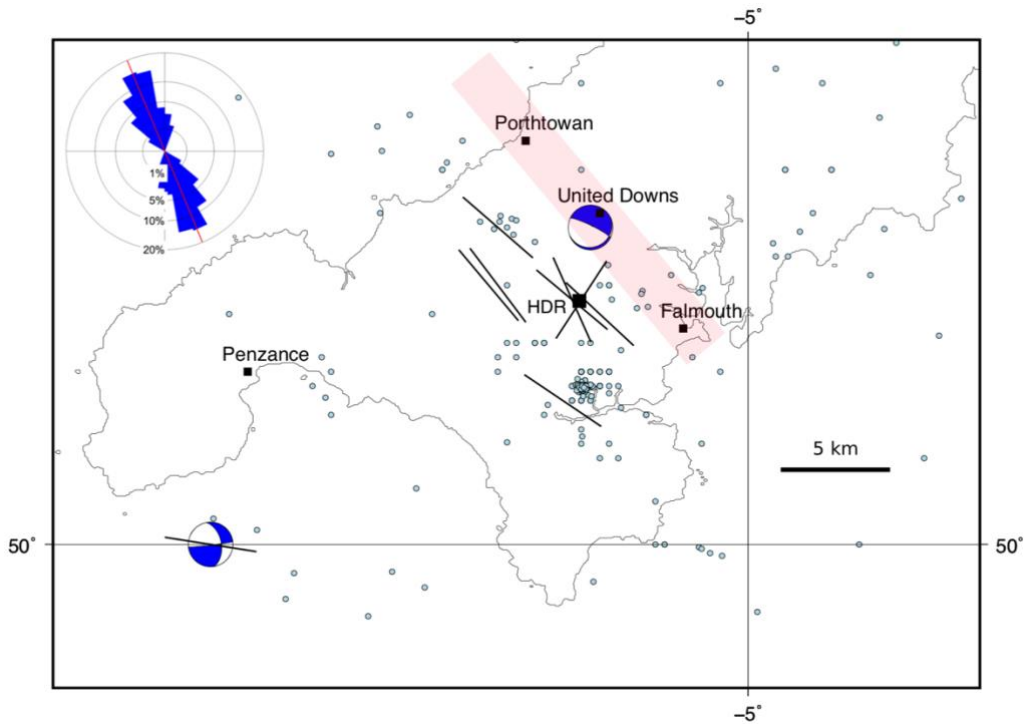 −5˚
Porthtowan
1%
5%
10%
20%
United Downs
HDR
Falmouth
Penzance
5 km
50˚
50˚
−5˚